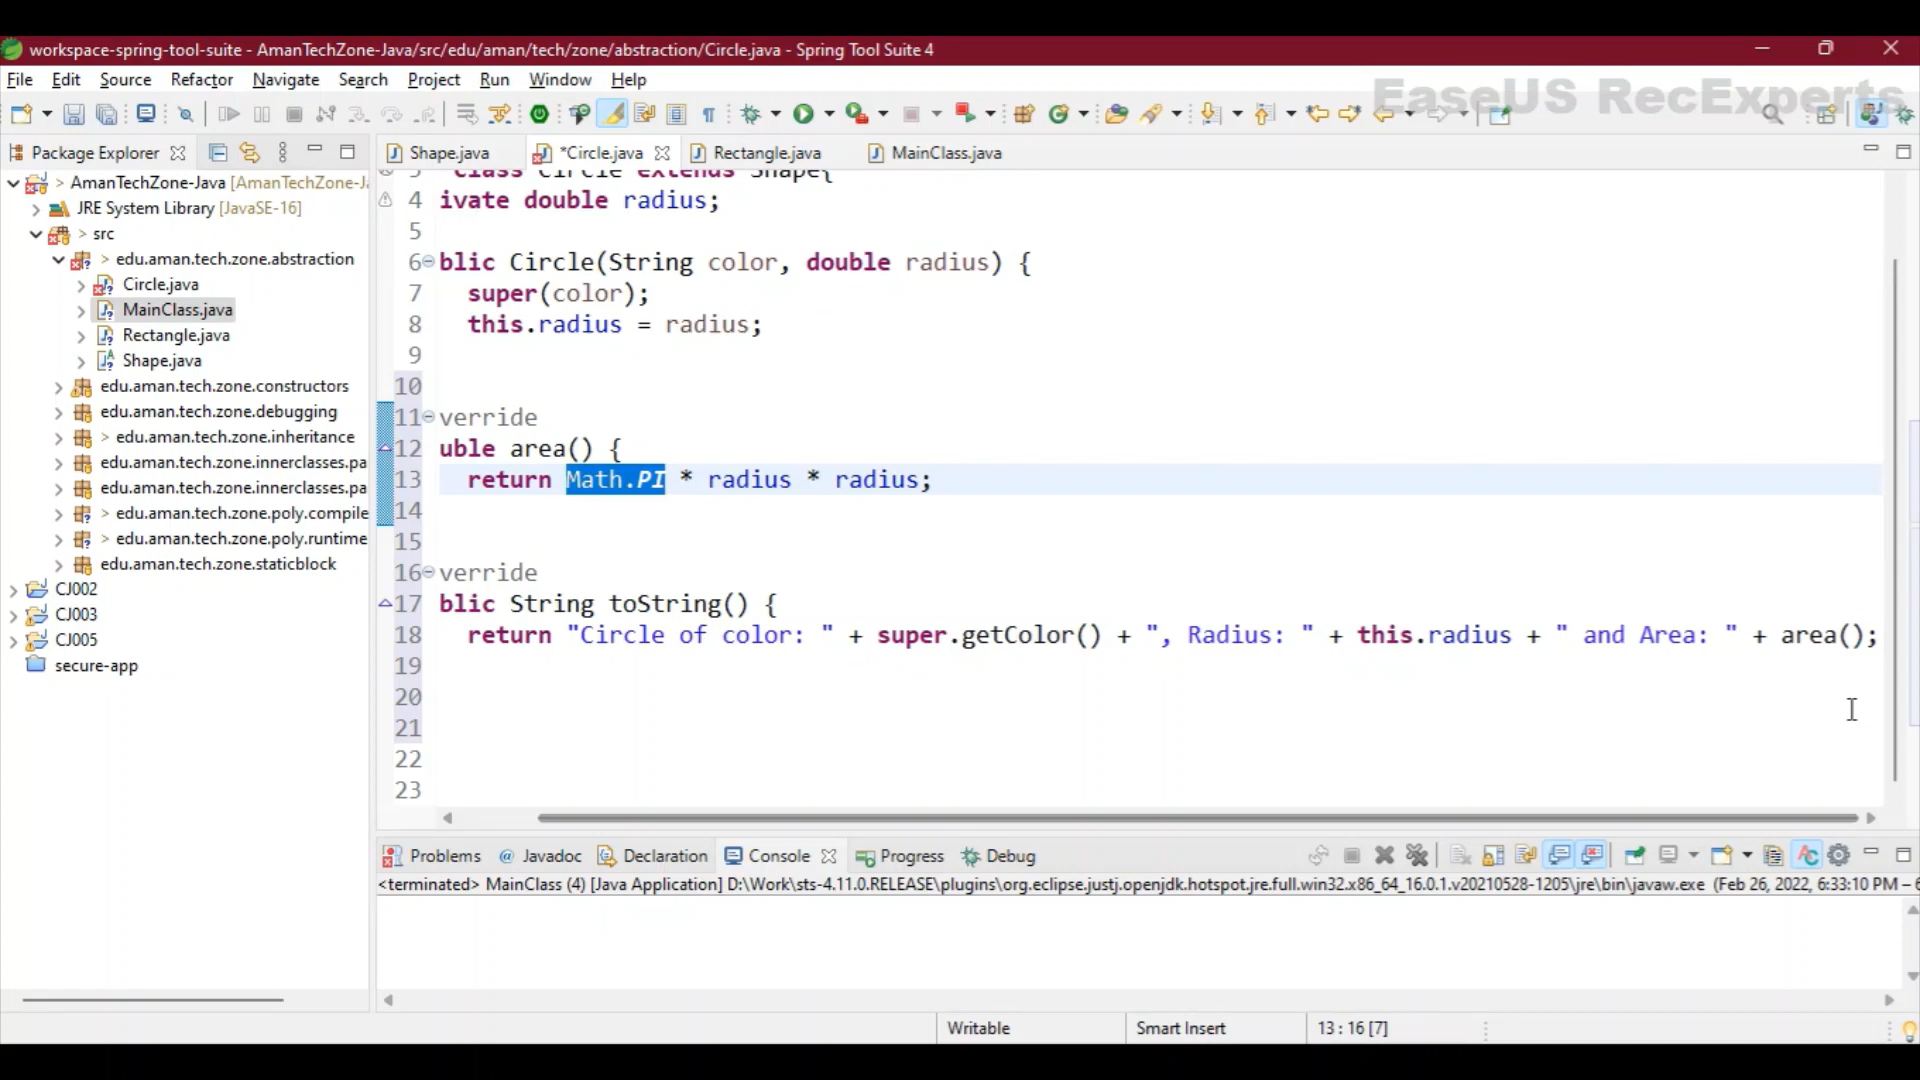 workspace-spring-tool-suite - AmanTechZone-Java/src/edu/aman/tech/zone/abstraction/Circle.java - Spring Tool Suite 4
File Edit Source Refactor Navigate Search Project Run Window Help
EaseUS RecExperts
Package Explorer
Shape.java *Circle.java Rectangle.java MainClass.java
> AmanTechZone-Java [AmanTechZone-J
JRE System Library [JavaSE-16]
> src
> edu.aman.tech.zone.abstraction
Circle.java
MainClass.java
Rectangle.java
Shape.java
edu.aman.tech.zone.constructors
edu.aman.tech.zone.debugging
> edu.aman.tech.zone.inheritance
edu.aman.tech.zone.innerclasses.pa
edu.aman.tech.zone.innerclasses.pa
> edu.aman.tech.zone.poly.compile
> edu.aman.tech.zone.poly.runtime
edu.aman.tech.zone.staticblock
CJ002
CJ003
CJ005
secure-app
3 class Circle extends Shape{
4 ivate double radius;
5
6 blic Circle(String color, double radius) {
7 super(color);
8 this.radius = radius;
9
10
11 verride
12 uble area() {
13 return Math.PI * radius * radius;
14
15
16 verride
17 blic String toString() {
18 return "Circle of color: " + super.getColor() + ", Radius: " + this.radius + " and Area: " + area();
19
20
21
22
23
Problems @ Javadoc Declaration Console Progress Debug
<terminated> MainClass (4) [Java Application] D:\Work\sts-4.11.0.RELEASE\plugins\org.eclipse.justj.openjdk.hotspot.jre.full.win32.x86_64_16.0.1.v20210528-1205\jre\bin\javaw.exe (Feb 26, 2022, 6:33:10 PM – 6
Writable Smart Insert 13 : 16 [7]